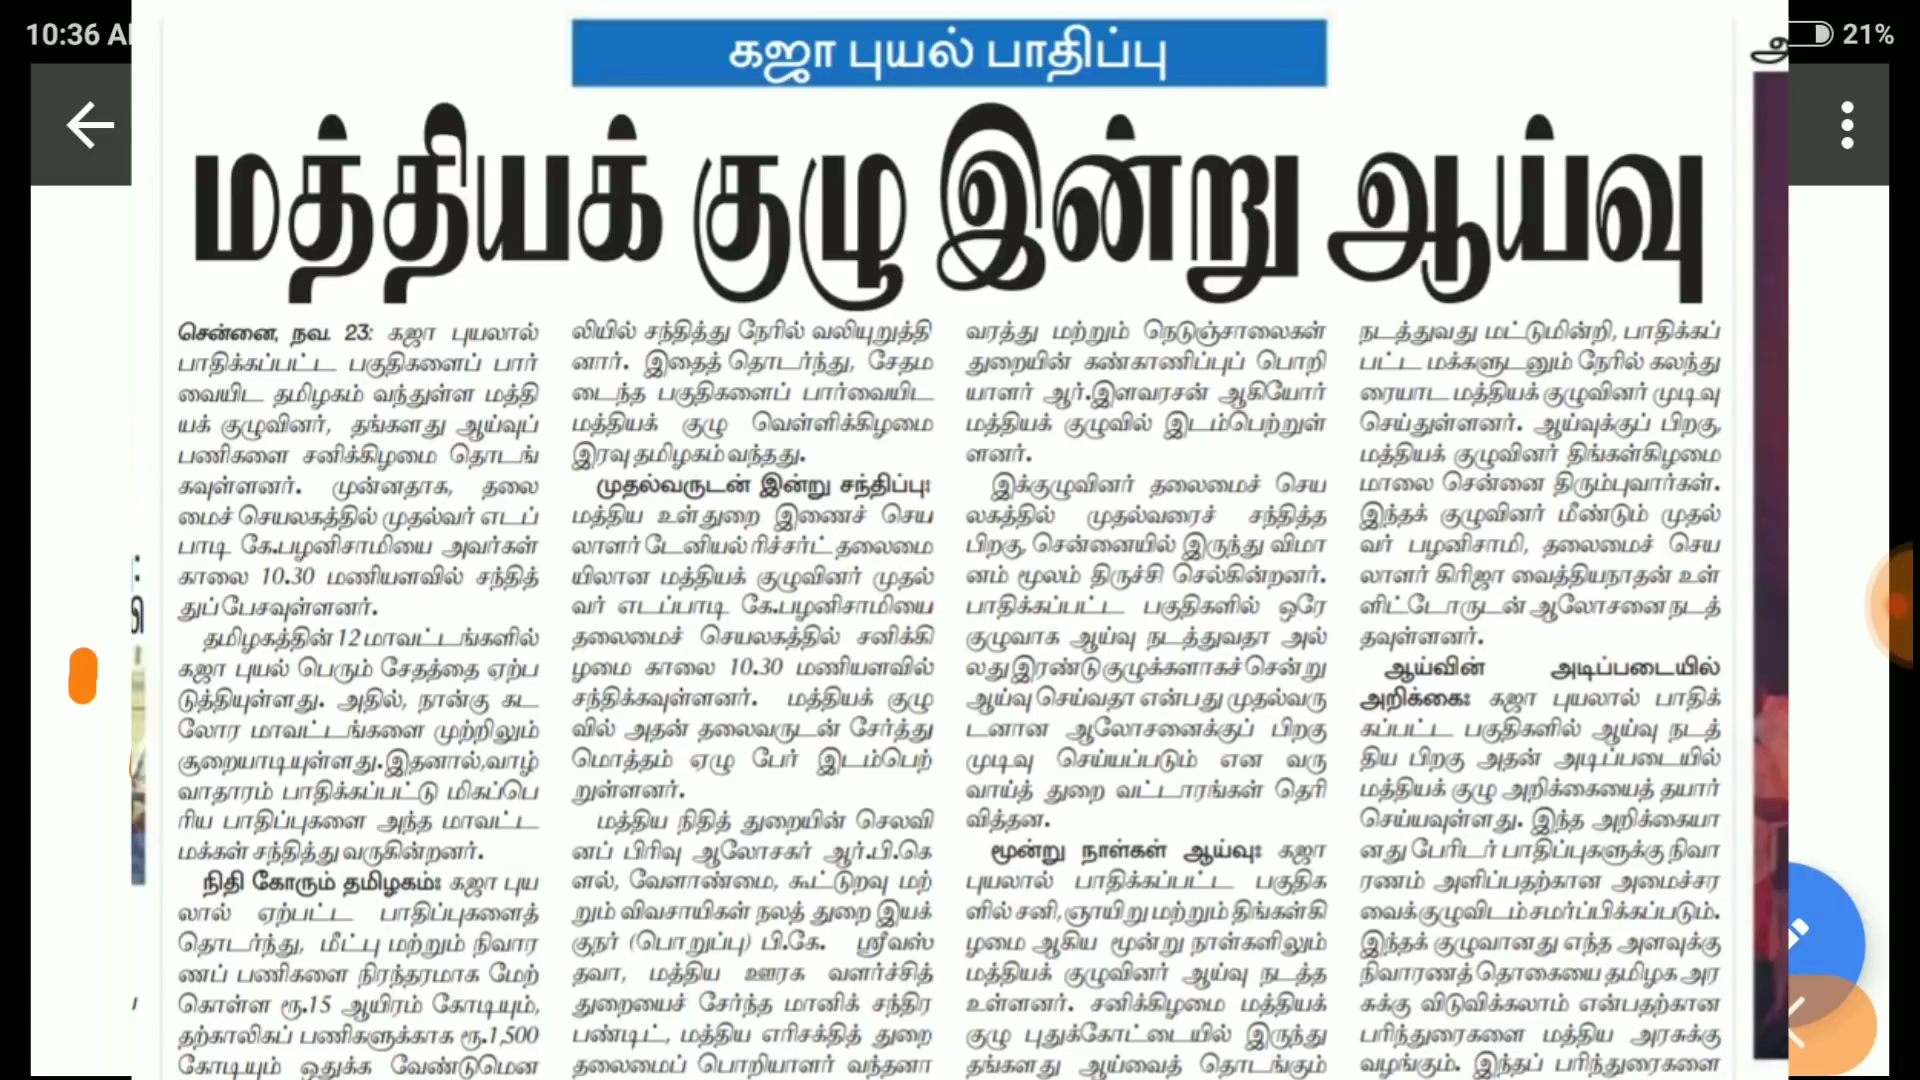 10:36 A
21%
கஜா புயல் பாதிப்பு
மத்தியக் குழு இன்று ஆய்வு
சென்னை, நவ. 23: கஜா புயலால்
பாதிக்கப்பட்ட பகுதிகளைப் பார்
வையிட தமிழகம் வந்துள்ள மத்தி
யக் குழுவினர், தங்களது ஆய்வுப்
பணிகளை சனிக்கிழமை தொடங்
கவுள்ளனர். முன்னதாக, தலை
மைச் செயலகத்தில் முதல்வர் எடப்
பாடி கே.பழனிசாமியை அவர்கள்
காலை 10.30 மணியளவில் சந்தித்
துப் பேசவுள்ளனர்.
தமிழகத்தின் 12 மாவட்டங்களில்
கஜா புயல் பெரும் சேதத்தை ஏற்ப
டுத்தியுள்ளது. அதில், நான்கு கட
லோர மாவட்டங்களை முற்றிலும்
சூறையாடியுள்ளது. இதனால், வாழ்
வாதாரம் பாதிக்கப்பட்டு மிகப்பெ
ரிய பாதிப்புகளை அந்த மாவட்ட
மக்கள் சந்தித்து வருகின்றனர்.
நிதி கோரும் தமிழகம்: கஜா புய
லால் ஏற்பட்ட பாதிப்புகளைத்
தொடர்ந்து, மீட்பு மற்றும் நிவார
ணப் பணிகளை நிரந்தரமாக மேற்
கொள்ள ரூ.15 ஆயிரம் கோடியும்,
தற்காலிகப் பணிகளுக்காக ரூ.1,500
கோடியும் ஒதுக்க வேண்டுமென
லியில் சந்தித்து நேரில் வலியுறுத்தி
னார். இதைத் தொடர்ந்து, சேதம
டைந்த பகுதிகளைப் பார்வையிட
மத்தியக் குழு வெள்ளிக்கிழமை
இரவு தமிழகம் வந்தது.
முதல்வருடன் இன்று சந்திப்பு:
மத்திய உள்துறை இணைச் செய
லாளர் டேனியல் ரிச்சர்ட் தலைமை
யிலான மத்தியக் குழுவினர் முதல்
வர் எடப்பாடி கே.பழனிசாமியை
தலைமைச் செயலகத்தில் சனிக்கி
ழமை காலை 10.30 மணியளவில்
சந்திக்கவுள்ளனர். மத்தியக் குழு
வில் அதன் தலைவருடன் சேர்த்து
மொத்தம் ஏழு பேர் இடம்பெற்
றுள்ளனர்.
மத்திய நிதித் துறையின் செலவி
னப் பிரிவு ஆலோசகர் ஆர்.பி.கெ
ளல், வேளாண்மை, கூட்டுறவு மற்
றும் விவசாயிகள் நலத் துறை இயக்
குநர் (பொறுப்பு) பி.கே. ஸ்ரீவஸ்
தவா, மத்திய ஊரக வளர்ச்சித்
துறையைச் சேர்ந்த மானிக் சந்திர
பண்டிட், மத்திய எரிசக்தித் துறை
தலைமைப் பொறியாளர் வந்தனா
வரத்து மற்றும் நெடுஞ்சாலைகள்
துறையின் கண்காணிப்புப் பொறி
யாளர் ஆர்.இளவரசன் ஆகியோர்
மத்தியக் குழுவில் இடம்பெற்றுள்
ளனர்.
இக்குழுவினர் தலைமைச் செய
லகத்தில் முதல்வரைச் சந்தித்த
பிறகு, சென்னையில் இருந்து விமா
னம் மூலம் திருச்சி செல்கின்றனர்.
பாதிக்கப்பட்ட பகுதிகளில் ஒரே
குழுவாக ஆய்வு நடத்துவதா அல்
லது இரண்டு குழுக்களாகச் சென்று
ஆய்வு செய்வதா என்பது முதல்வரு
டனான ஆலோசனைக்குப் பிறகு
முடிவு செய்யப்படும் என வரு
வாய்த் துறை வட்டாரங்கள் தெரி
வித்தன.
மூன்று நாள்கள் ஆய்வு: கஜா
புயலால் பாதிக்கப்பட்ட பகுதிக
ளில் சனி, ஞாயிறு மற்றும் திங்கள்கி
ழமை ஆகிய மூன்று நாள்களிலும்
மத்தியக் குழுவினர் ஆய்வு நடத்த
உள்ளனர். சனிக்கிழமை மத்தியக்
குழு புதுக்கோட்டையில் இருந்து
தங்களது ஆய்வைத் தொடங்கும்
நடத்துவது மட்டுமின்றி, பாதிக்கப்
பட்ட மக்களுடனும் நேரில் கலந்து
ரையாட மத்தியக் குழுவினர் முடிவு
செய்துள்ளனர். ஆய்வுக்குப் பிறகு,
மத்தியக் குழுவினர் திங்கள்கிழமை
மாலை சென்னை திரும்புவார்கள்.
இந்தக் குழுவினர் மீண்டும் முதல்
வர் பழனிசாமி, தலைமைச் செய
லாளர் கிரிஜா வைத்தியநாதன் உள்
ளிட்டோருடன் ஆலோசனை நடத்
தவுள்ளனர்.
ஆய்வின் அடிப்படையில்
அறிக்கை: கஜா புயலால் பாதிக்
கப்பட்ட பகுதிகளில் ஆய்வு நடத்
திய பிறகு அதன் அடிப்படையில்
மத்தியக் குழு அறிக்கையைத் தயார்
செய்யவுள்ளது. இந்த அறிக்கையா
னது பேரிடர் பாதிப்புகளுக்கு நிவா
ரணம் அளிப்பதற்கான அமைச்சர
வைக்குழுவிடம் சமர்ப்பிக்கப்படும்.
இந்தக் குழுவானது எந்த அளவுக்கு
நிவாரணத் தொகையை தமிழக அர
சுக்கு விடுவிக்கலாம் என்பதற்கான
பரிந்துரைகளை மத்திய அரசுக்கு
வழங்கும். இந்தப் பரிந்துரைகளை